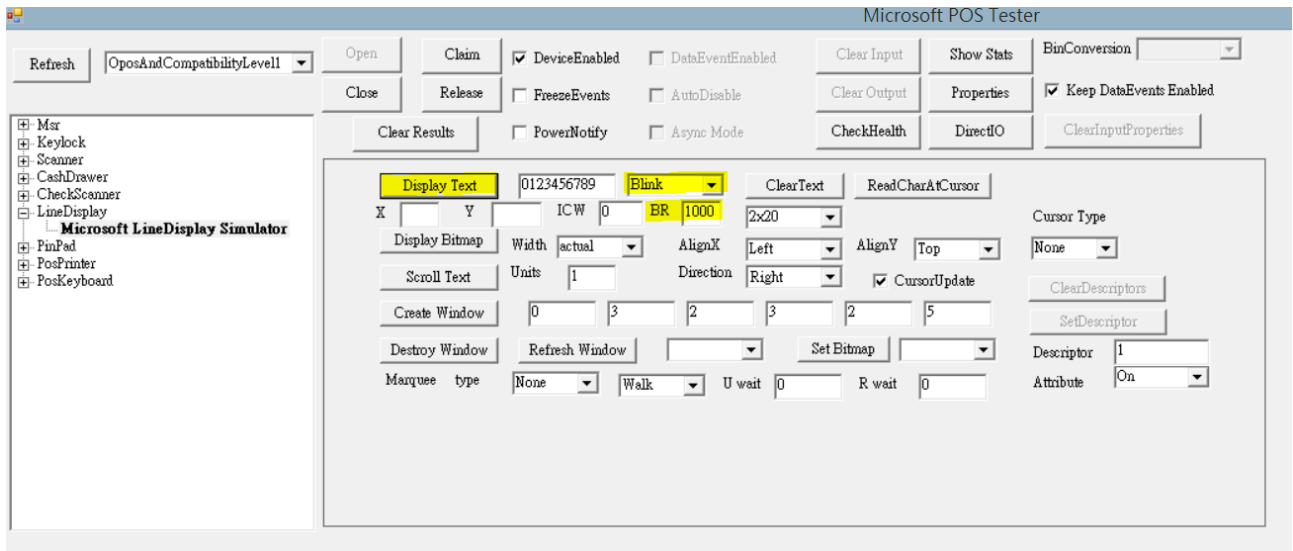 Microsoft POS Tester
Refresh OposAndCompatibilityLevel1 Open Claim DeviceEnabled DataEventEnabled Clear Input Show Stats BinConversion
Close Release FreezeEvents AutoDisable Clear Output Properties Keep DataEvents Enabled
Clear Results PowerNotify Async Mode CheckHealth DirectIO ClearInputProperties
Msr
Keylock
Scanner
CashDrawer
CheckScanner
LineDisplay
Microsoft LineDisplay Simulator
PinPad
PosPrinter
PosKeyboard
Display Text 0123456789 Blink ClearText ReadCharAtCursor
X Y ICW 0 BR 1000 2x20 Cursor Type
Display Bitmap Width actual AlignX Left AlignY Top None
Scroll Text Units 1 Direction Right CursorUpdate ClearDescriptors
Create Window 0 3 2 3 2 5 SetDescriptor
Destroy Window Refresh Window Set Bitmap Descriptor 1
Marquee type None Walk U wait 0 R wait 0 Attribute On